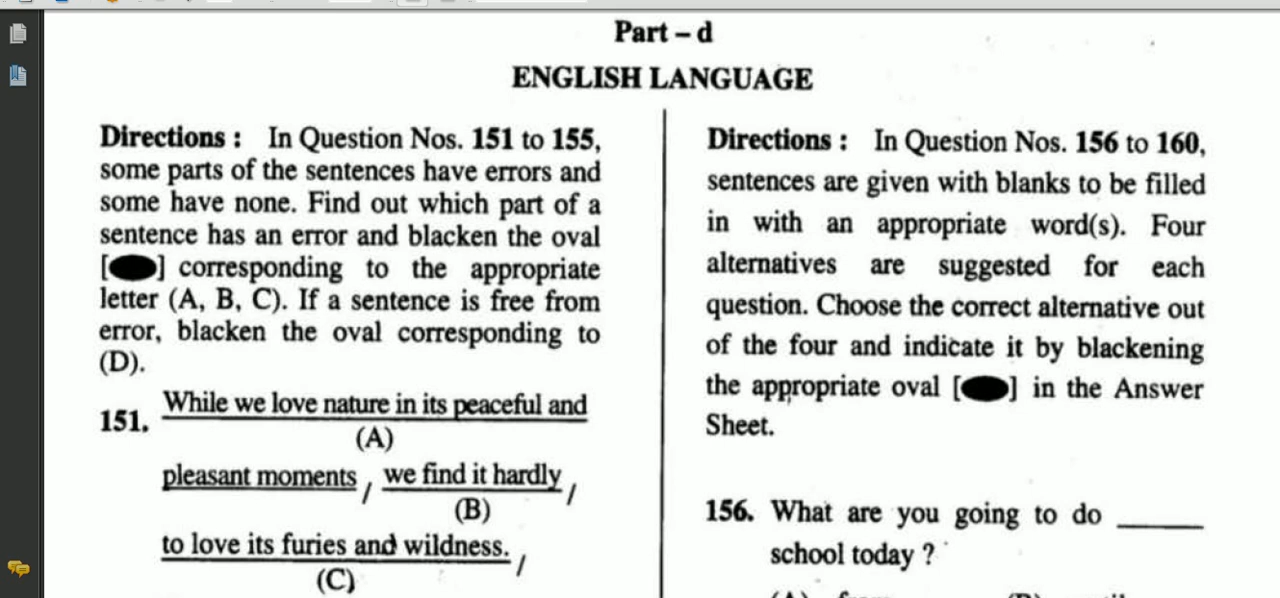 Part – d
ENGLISH LANGUAGE
Directions : In Question Nos. 151 to 155,
some parts of the sentences have errors and
some have none. Find out which part of a
sentence has an error and blacken the oval
[⬬] corresponding to the appropriate
letter (A, B, C). If a sentence is free from
error, blacken the oval corresponding to
(D).
151. While we love nature in its peaceful and
(A)
pleasant moments / we find it hardly /
(B)
to love its furies and wildness. /
(C)
Directions : In Question Nos. 156 to 160,
sentences are given with blanks to be filled
in with an appropriate word(s). Four
alternatives are suggested for each
question. Choose the correct alternative out
of the four and indicate it by blackening
the appropriate oval [⬬] in the Answer
Sheet.
156. What are you going to do ______
school today ?